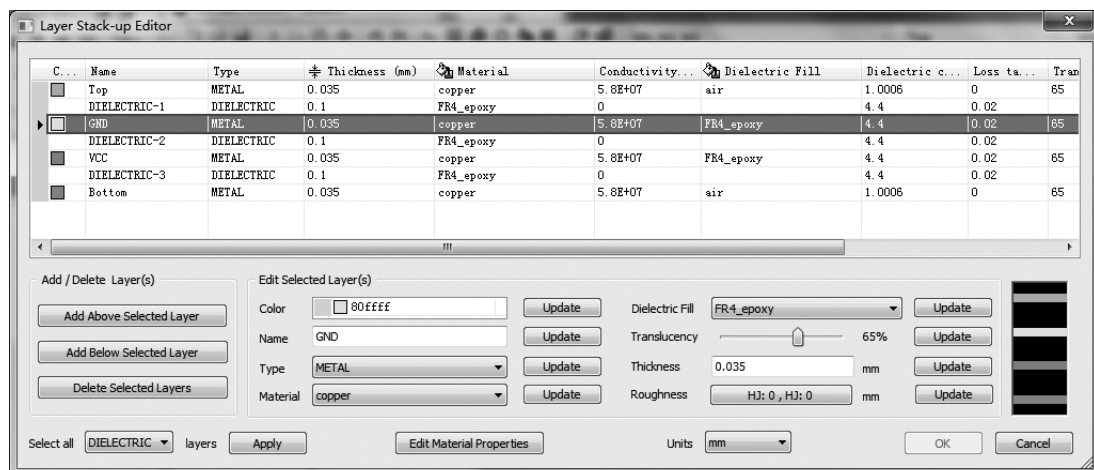 Layer Stack-up Editor
C... Name Type Thickness (mm) Material Conductivity... Dielectric Fill Dielectric c... Loss ta... Tran
Top METAL 0.035 copper 5.8E+07 air 1.0006 0 65
DIELECTRIC-1 DIELECTRIC 0.1 FR4_epoxy 0 4.4 0.02
GND METAL 0.035 copper 5.8E+07 FR4_epoxy 4.4 0.02 65
DIELECTRIC-2 DIELECTRIC 0.1 FR4_epoxy 0 4.4 0.02
VCC METAL 0.035 copper 5.8E+07 FR4_epoxy 4.4 0.02 65
DIELECTRIC-3 DIELECTRIC 0.1 FR4_epoxy 0 4.4 0.02
Bottom METAL 0.035 copper 5.8E+07 air 1.0006 0 65
Add / Delete Layer(s) Edit Selected Layer(s)
Add Above Selected Layer
Add Below Selected Layer
Delete Selected Layers
Color 80ffff Update Dielectric Fill FR4_epoxy Update
Name GND Update Translucency 65% Update
Type METAL Update Thickness 0.035 mm Update
Material copper Update Roughness HJ: 0 , HJ: 0 mm Update
Select all DIELECTRIC layers Apply Edit Material Properties Units mm OK Cancel